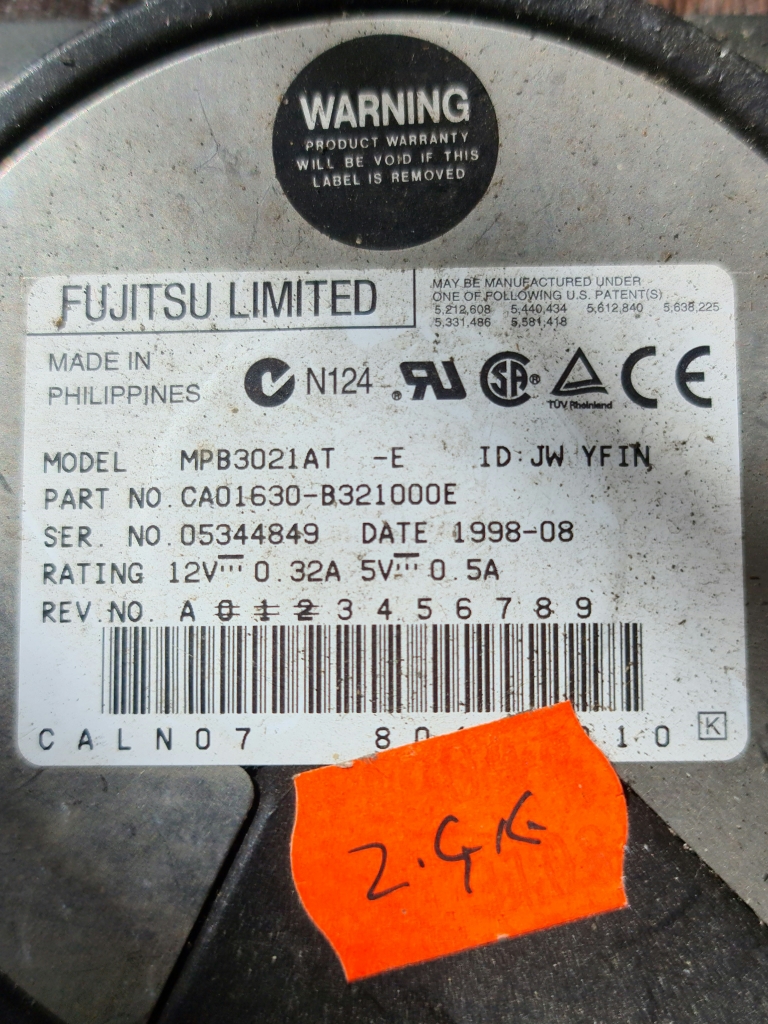 WARNING
PRODUCT WARRANTY
WILL BE VOID IF THIS
LABEL IS REMOVED
FUJITSU LIMITED
MAY BE MANUFACTURED UNDER
ONE OF FOLLOWING U.S. PATENT(S)
5,212,608 5,440,434 5,612,840 5,638,225
5,331,486 5,581,418
MADE IN
PHILIPPINES
N124
SA®
TÜV Rheinland
CE
MODEL MPB3021AT -E ID:JW YFIN
PART NO.CA01630-B321000E
SER. NO.05344849 DATE 1998-08
RATING 12V 0.32A 5V 0.5A
REV.NO. A 0 1 2 3 4 5 6 7 8 9
CALN07 80 10 K